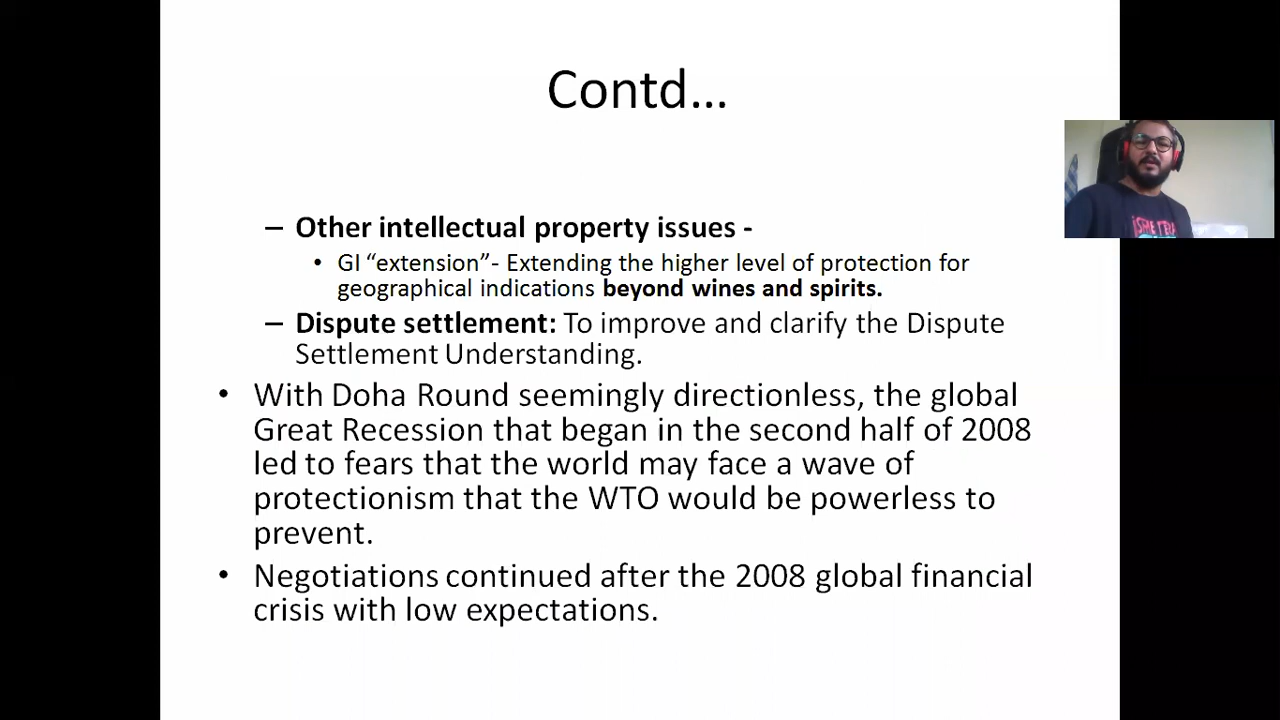 Contd...
– Other intellectual property issues -
• GI “extension”- Extending the higher level of protection for
geographical indications beyond wines and spirits.
– Dispute settlement: To improve and clarify the Dispute
Settlement Understanding.
• With Doha Round seemingly directionless, the global
Great Recession that began in the second half of 2008
led to fears that the world may face a wave of
protectionism that the WTO would be powerless to
prevent.
• Negotiations continued after the 2008 global financial
crisis with low expectations.